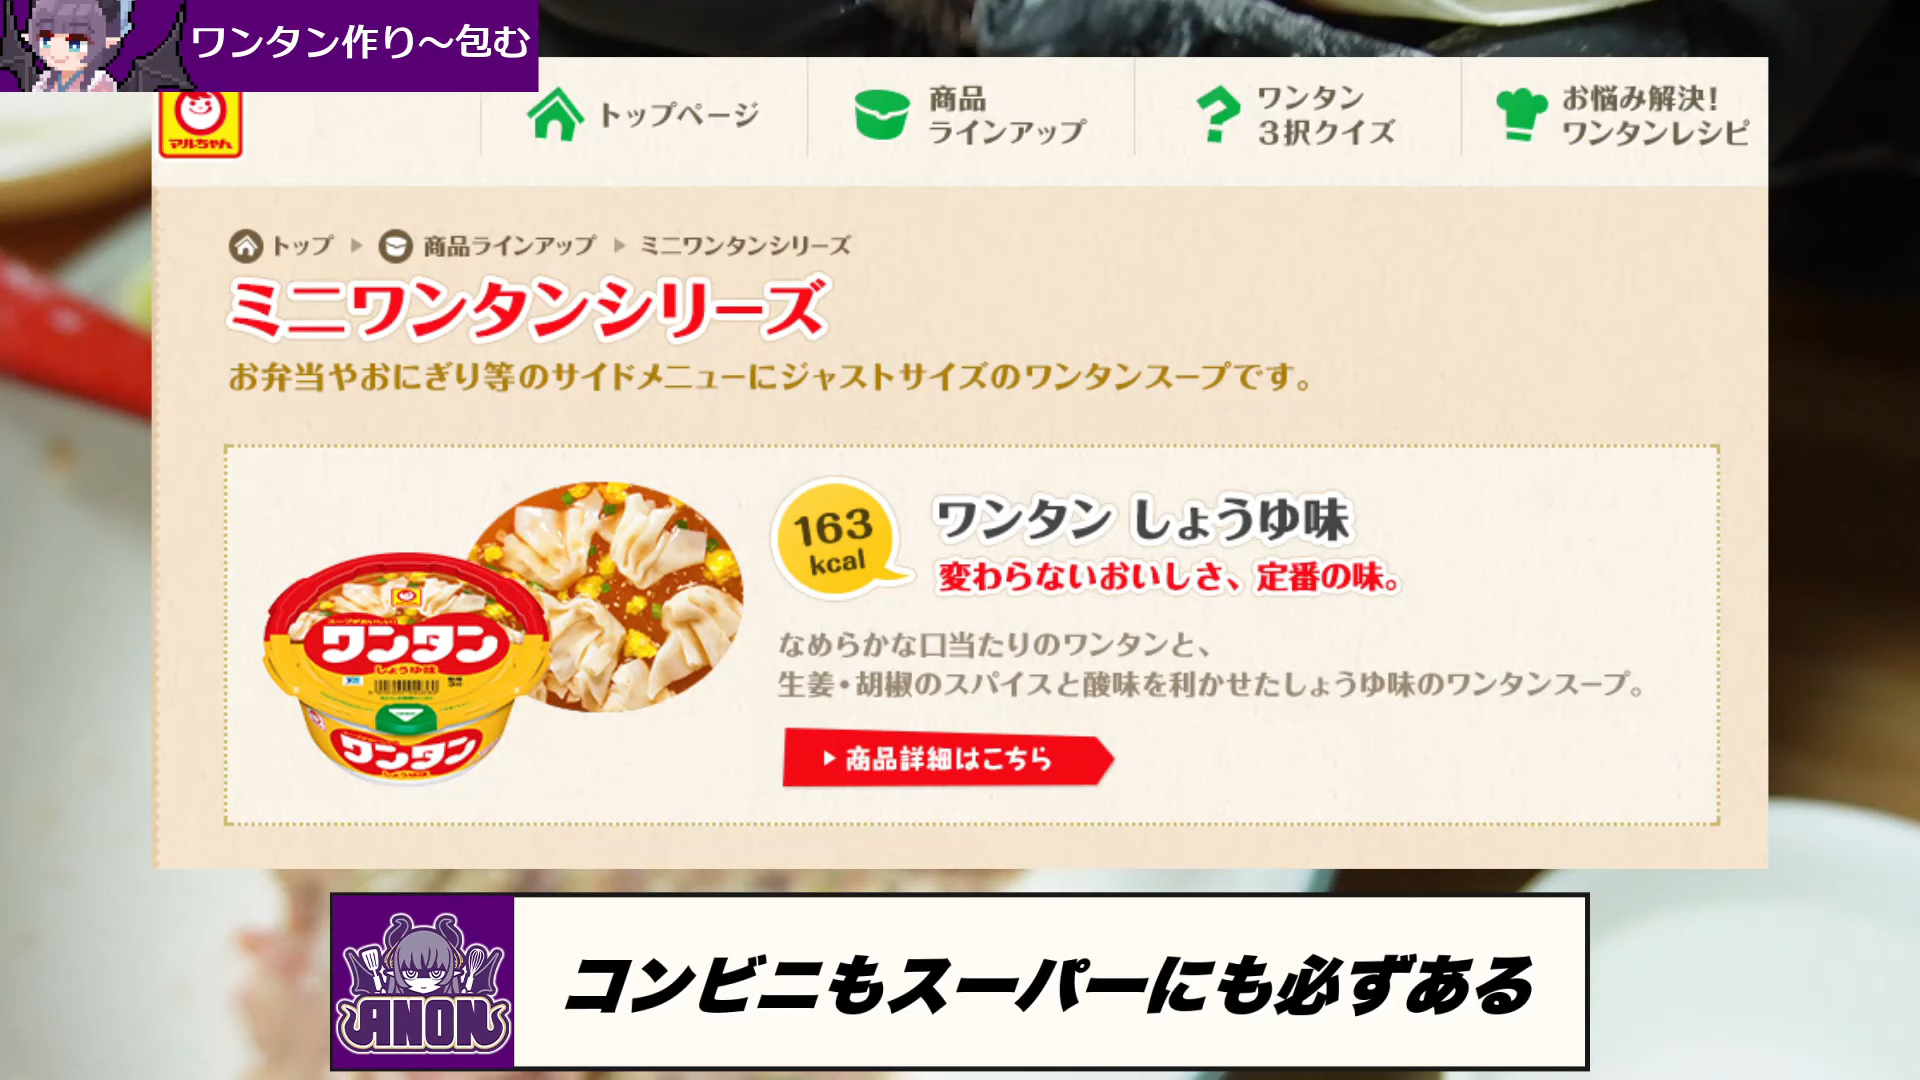 ワンタン作り～包む
マルちゃん
トップページ
商品
ラインアップ
ワンタン
3択クイズ
お悩み解決!
ワンタンレシピ
トップ
商品ラインアップ
ミニワンタンシリーズ
ミニワンタンシリーズ
お弁当やおにぎり等のサイドメニューにジャストサイズのワンタンスープです。
163
kcal
ワンタン しょうゆ味
変わらないおいしさ、定番の味。
なめらかな口当たりのワンタンと、
生姜・胡椒のスパイスと酸味を利かせたしょうゆ味のワンタンスープ。
商品詳細はこちら
ワンタン
しょうゆ味
ワンタン
ANON
コンビニもスーパーにも必ずある